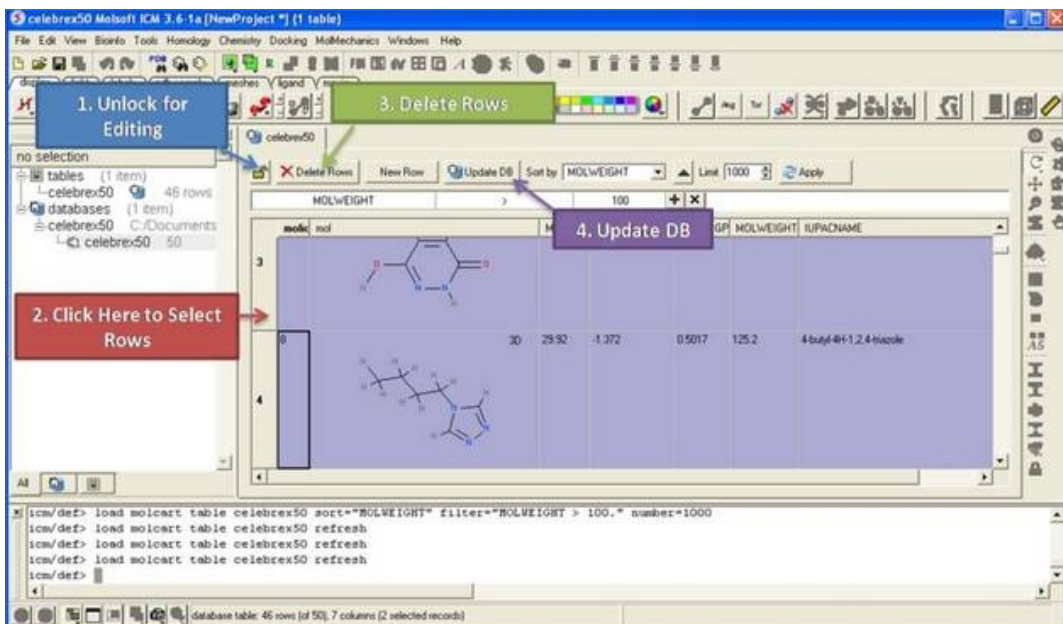 celebrex50 Molsoft ICM 3.6-1a [NewProject *] (1 table)
File Edit View Bioinfo Tools Homology Chemistry Docking MolMechanics Windows Help
1. Unlock for
Editing
3. Delete Rows
celebrex50
no selection
tables (1 item)
celebrex50 46 rows
databases (1 item)
celebrex50 C:/Documents
celebrex50 50
Delete Rows New Row Update DB Sort by MOLWEIGHT Limit 1000 Apply
MOLWEIGHT > 100
4. Update DB
molic mol MOLWEIGHT IUPACNAME
3
2. Click Here to Select
Rows
8 3D 29.92 -1.372 0.5017 125.2 4-butyl-4H-1,2,4-triazole
4
All
icm/def> load molcart table celebrex50 sort="MOLWEIGHT" filter="MOLWEIGHT > 100." number=1000
icm/def> load molcart table celebrex50 refresh
icm/def> load molcart table celebrex50 refresh
icm/def> load molcart table celebrex50 refresh
icm/def>
database table: 46 rows (of 50), 7 columns (2 selected records)